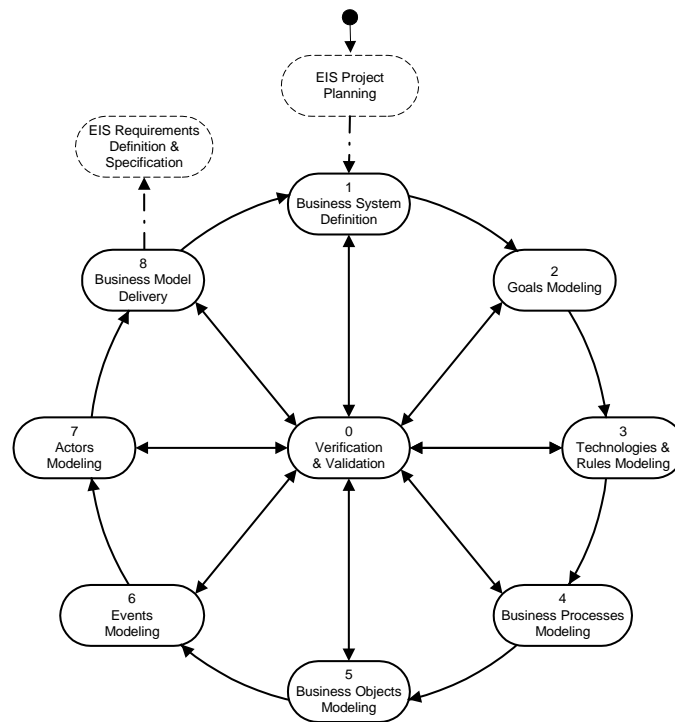 EIS Project
Planning
EIS Requirements
Definition &
Specification
1
Business System
Definition
8
Business Model
Delivery
2
Goals Modeling
7
Actors
Modeling
0
Verification
& Validation
3
Technologies &
Rules Modeling
6
Events
Modeling
4
Business Processes
Modeling
5
Business Objects
Modeling